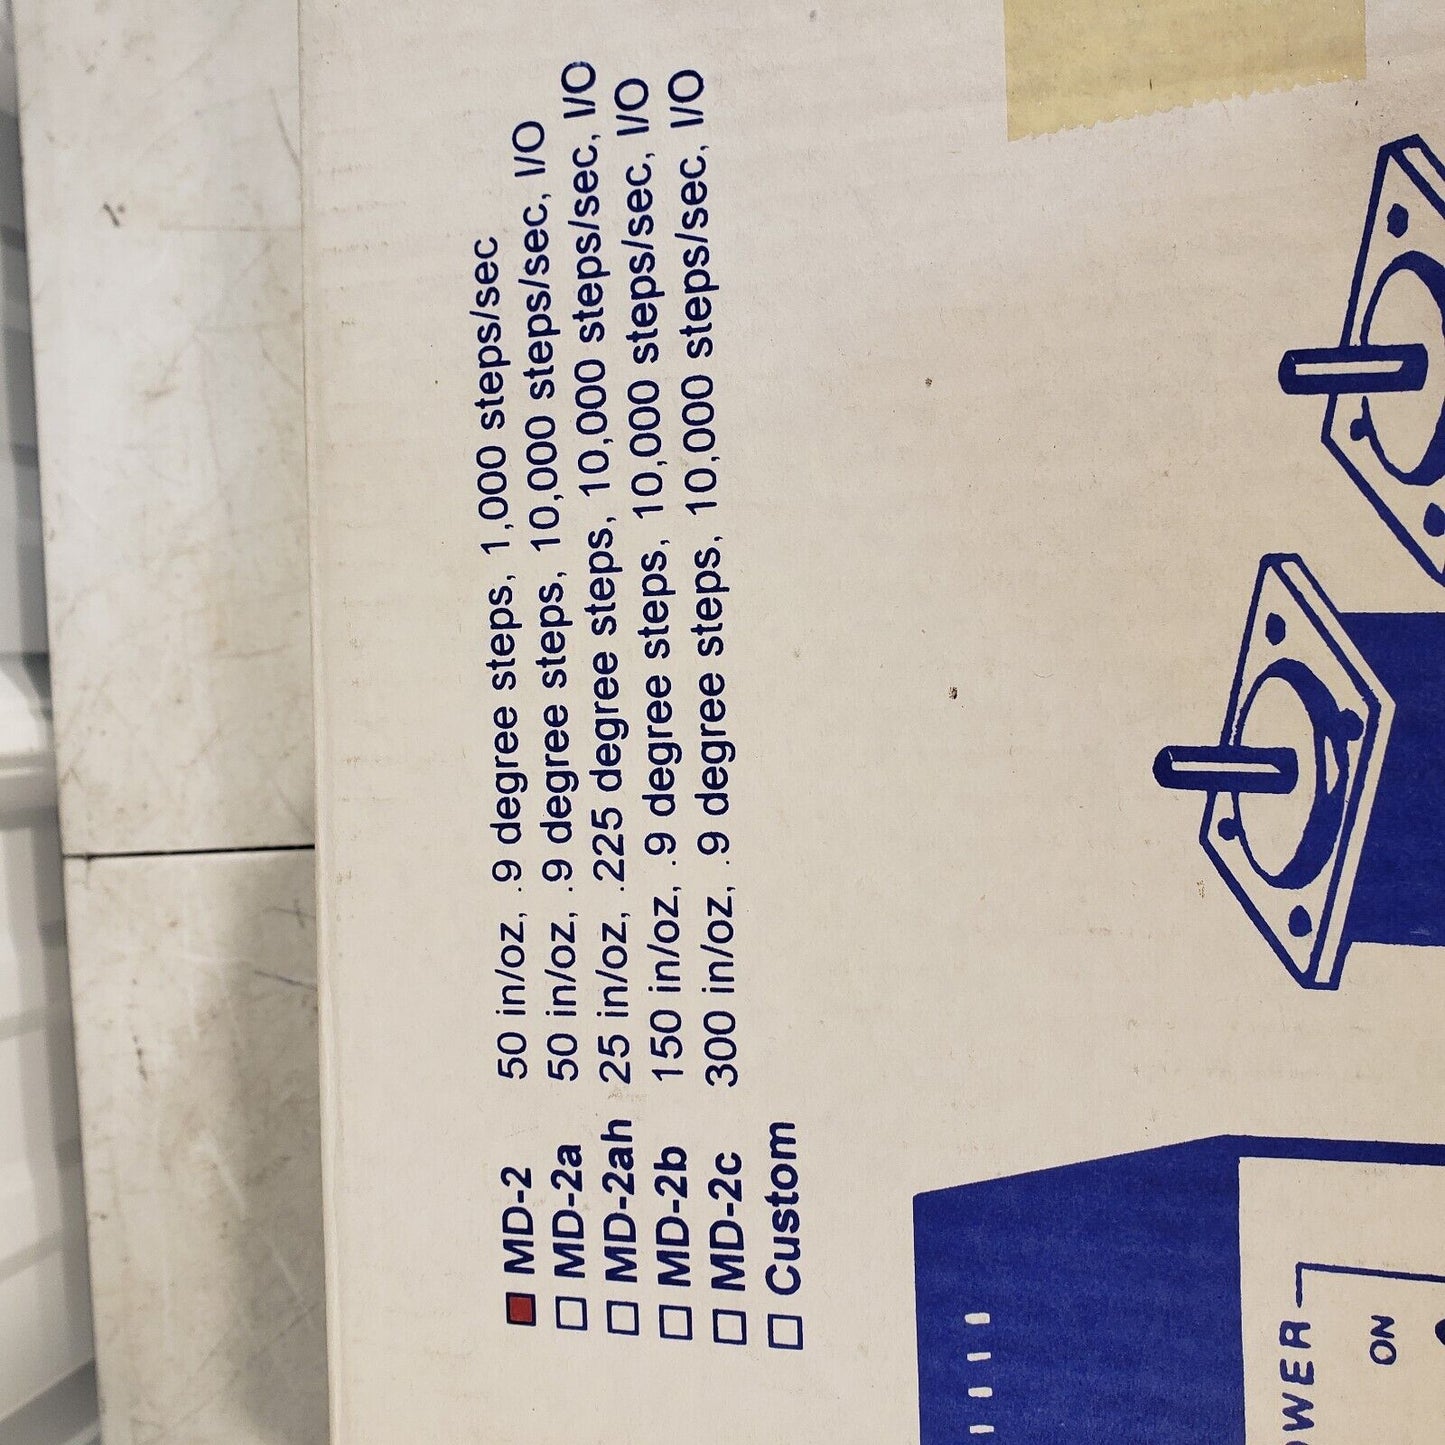 MD-2 50 in/oz, .9 degree steps, 1,000 steps/sec
MD-2a 50 in/oz, .9 degree steps, 10,000 steps/sec, I/O
MD-2ah 25 in/oz, .225 degree steps, 10,000 steps/sec, I/O
MD-2b 150 in/oz, .9 degree steps, 10,000 steps/sec, I/O
MD-2c 300 in/oz, .9 degree steps, 10,000 steps/sec, I/O
Custom
OWER
ON